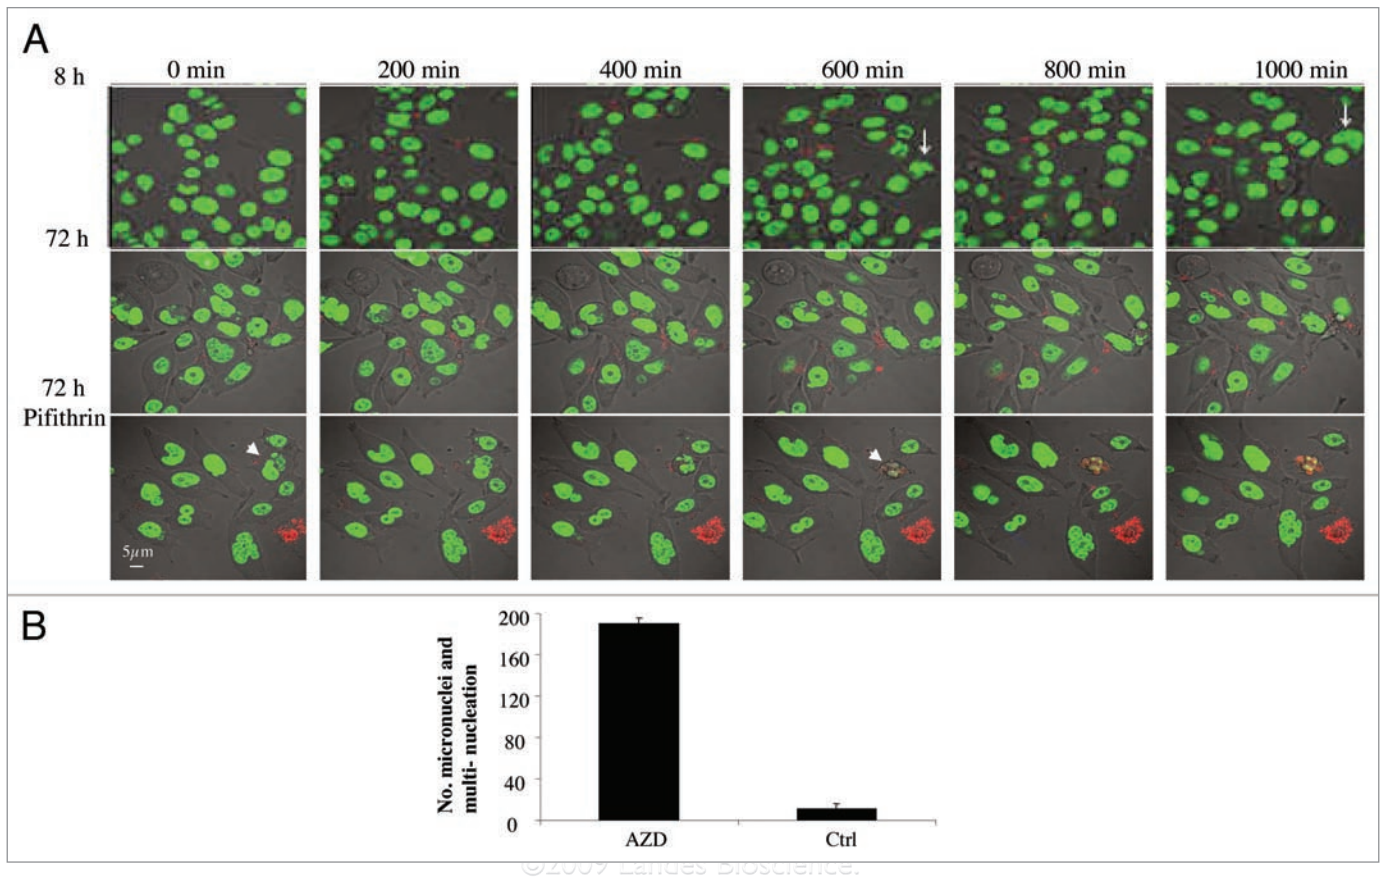 A
8 h
0 min
200 min
400 min
600 min
800 min
1000 min
72 h
72 h
Pifithrin
5μm
B
No. micronuclei and
multi- nucleation
200
160
120
80
40
0
AZD
Ctrl
©2009 Landes Bioscience.